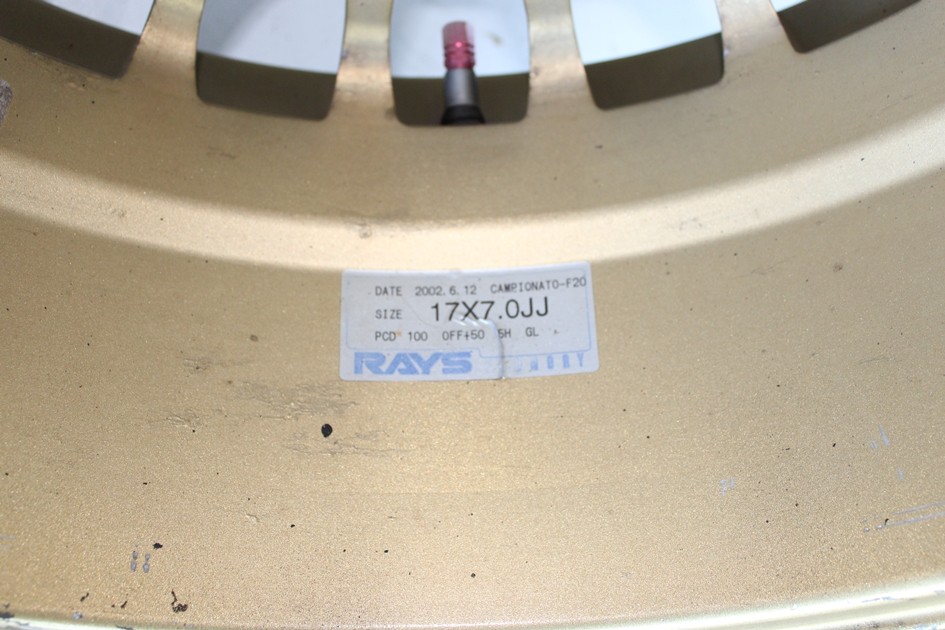 DATE 2002.6.12 CAMPIONATO-F20
SIZE 17X7.0JJ
PCD 100 OFF+50 5H GL
RAYS